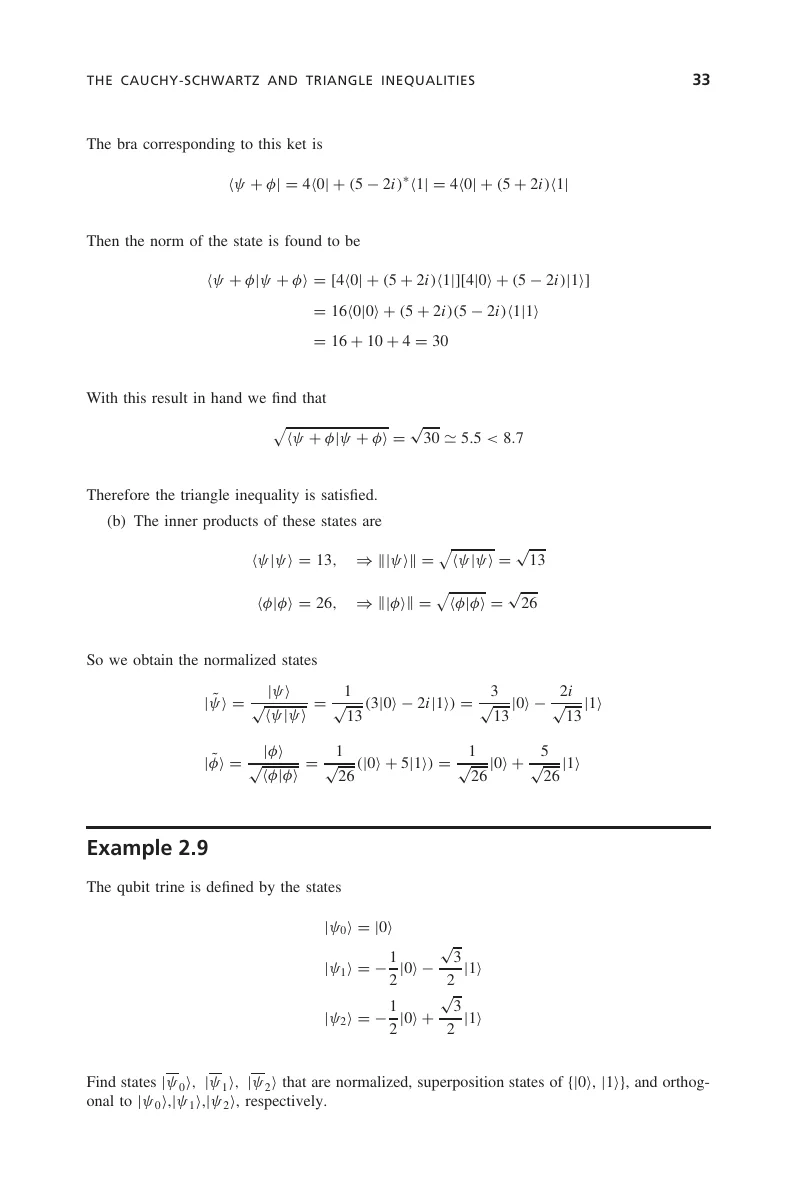 THE CAUCHY-SCHWARTZ AND TRIANGLE INEQUALITIES 33
The bra corresponding to this ket is
⟨ψ + φ| = 4⟨0| + (5 − 2i)*⟨1| = 4⟨0| + (5 + 2i)⟨1|
Then the norm of the state is found to be
⟨ψ + φ|ψ + φ⟩ = [4⟨0| + (5 + 2i)⟨1|][4|0⟩ + (5 − 2i)|1⟩]
= 16⟨0|0⟩ + (5 + 2i)(5 − 2i)⟨1|1⟩
= 16 + 10 + 4 = 30
With this result in hand we find that
√⟨ψ + φ|ψ + φ⟩ = √30 ≃ 5.5 < 8.7
Therefore the triangle inequality is satisfied.
(b) The inner products of these states are
⟨ψ|ψ⟩ = 13, ⇒ |||ψ⟩|| = √⟨ψ|ψ⟩ = √13
⟨φ|φ⟩ = 26, ⇒ |||φ⟩|| = √⟨φ|φ⟩ = √26
So we obtain the normalized states
|ψ̃⟩ = |ψ⟩/√⟨ψ|ψ⟩ = 1/√13 (3|0⟩ − 2i|1⟩) = 3/√13 |0⟩ − 2i/√13 |1⟩
|φ̃⟩ = |φ⟩/√⟨φ|φ⟩ = 1/√26 (|0⟩ + 5|1⟩) = 1/√26 |0⟩ + 5/√26 |1⟩
Example 2.9
The qubit trine is defined by the states
|ψ₀⟩ = |0⟩
|ψ₁⟩ = −1/2 |0⟩ − √3/2 |1⟩
|ψ₂⟩ = −1/2 |0⟩ + √3/2 |1⟩
Find states |ψ̅₀⟩, |ψ̅₁⟩, |ψ̅₂⟩ that are normalized, superposition states of {|0⟩, |1⟩}, and orthog-
onal to |ψ₀⟩,|ψ₁⟩,|ψ₂⟩, respectively.